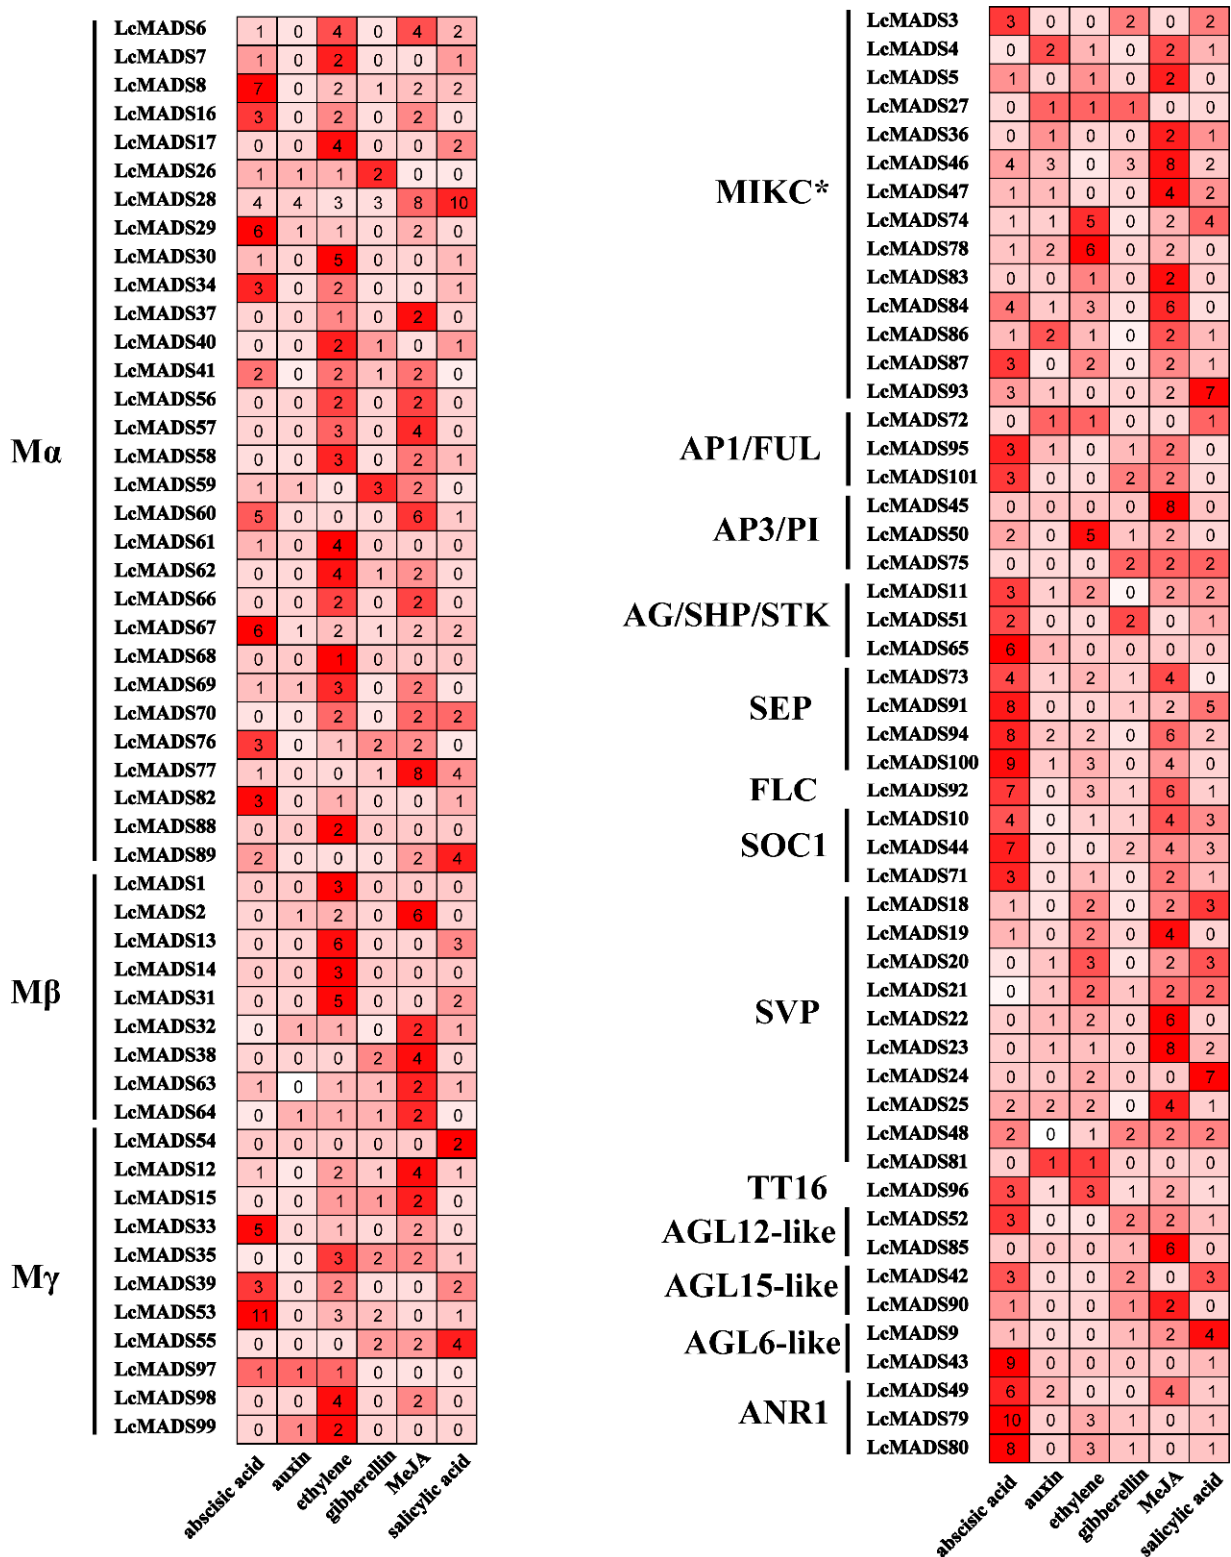 Mα
LcMADS6 1 0 4 0 4 2
LcMADS7 1 0 2 0 0 1
LcMADS8 7 0 2 1 2 2
LcMADS16 3 0 2 0 2 0
LcMADS17 0 0 4 0 0 2
LcMADS26 1 1 1 2 0 0
LcMADS28 4 4 3 3 8 10
LcMADS29 6 1 1 0 2 0
LcMADS30 1 0 5 0 0 1
LcMADS34 3 0 2 0 0 1
LcMADS37 0 0 1 0 2 0
LcMADS40 0 0 2 1 0 1
LcMADS41 2 0 2 1 2 0
LcMADS56 0 0 2 0 2 0
LcMADS57 0 0 3 0 4 0
LcMADS58 0 0 3 0 2 1
LcMADS59 1 1 0 3 2 0
LcMADS60 5 0 0 0 6 1
LcMADS61 1 0 4 0 0 0
LcMADS62 0 0 4 1 2 0
LcMADS66 0 0 2 0 2 0
LcMADS67 6 1 2 1 2 2
LcMADS68 0 0 1 0 0 0
LcMADS69 1 1 3 0 2 0
LcMADS70 0 0 2 0 2 2
LcMADS76 3 0 1 2 2 0
LcMADS77 1 0 0 1 8 4
LcMADS82 3 0 1 0 0 1
LcMADS88 0 0 2 0 0 0
LcMADS89 2 0 0 0 2 4
Mβ
LcMADS1 0 0 3 0 0 0
LcMADS2 0 1 2 0 6 0
LcMADS13 0 0 6 0 0 3
LcMADS14 0 0 3 0 0 0
LcMADS31 0 0 5 0 0 2
LcMADS32 0 1 1 0 2 1
LcMADS38 0 0 0 2 4 0
LcMADS63 1 0 1 1 2 1
LcMADS64 0 1 1 1 2 0
Mγ
LcMADS54 0 0 0 0 0 2
LcMADS12 1 0 2 1 4 1
LcMADS15 0 0 1 1 2 0
LcMADS33 5 0 1 0 2 0
LcMADS35 0 0 3 2 2 1
LcMADS39 3 0 2 0 0 2
LcMADS53 11 0 3 2 0 1
LcMADS55 0 0 0 2 2 4
LcMADS97 1 1 1 0 0 0
LcMADS98 0 0 4 0 2 0
LcMADS99 0 1 2 0 0 0
abscisic acid auxin ethylene gibberellin MeJA salicylic acid
MIKC*
LcMADS3 3 0 0 2 0 2
LcMADS4 0 2 1 0 2 1
LcMADS5 1 0 1 0 2 0
LcMADS27 0 1 1 1 0 0
LcMADS36 0 1 0 0 2 1
LcMADS46 4 3 0 3 8 2
LcMADS47 1 1 0 0 4 2
LcMADS74 1 1 5 0 2 4
LcMADS78 1 2 6 0 2 0
LcMADS83 0 0 1 0 2 0
LcMADS84 4 1 3 0 6 0
LcMADS86 1 2 1 0 2 1
LcMADS87 3 0 2 0 2 1
LcMADS93 3 1 0 0 2 7
AP1/FUL
LcMADS72 0 1 1 0 0 1
LcMADS95 3 1 0 1 2 0
LcMADS101 3 0 0 2 2 0
AP3/PI
LcMADS45 0 0 0 0 8 0
LcMADS50 2 0 5 1 2 0
LcMADS75 0 0 0 2 2 2
AG/SHP/STK
LcMADS11 3 1 2 0 2 2
LcMADS51 2 0 0 2 0 1
LcMADS65 6 1 0 0 0 0
SEP
LcMADS73 4 1 2 1 4 0
LcMADS91 8 0 0 1 2 5
LcMADS94 8 2 2 0 6 2
LcMADS100 9 1 3 0 4 0
FLC
LcMADS92 7 0 3 1 6 1
SOC1
LcMADS10 4 0 1 1 4 3
LcMADS44 7 0 0 2 4 3
LcMADS71 3 0 1 0 2 1
SVP
LcMADS18 1 0 2 0 2 3
LcMADS19 1 0 2 0 4 0
LcMADS20 0 1 3 0 2 3
LcMADS21 0 1 2 1 2 2
LcMADS22 0 1 2 0 6 0
LcMADS23 0 1 1 0 8 2
LcMADS24 0 0 2 0 0 7
LcMADS25 2 2 2 0 4 1
LcMADS48 2 0 1 2 2 2
LcMADS81 0 1 1 0 0 0
TT16
LcMADS96 3 1 3 1 2 1
AGL12-like
LcMADS52 3 0 0 2 2 1
LcMADS85 0 0 0 1 6 0
AGL15-like
LcMADS42 3 0 0 2 0 3
LcMADS90 1 0 0 1 2 0
AGL6-like
LcMADS9 1 0 0 1 2 4
LcMADS43 9 0 0 0 0 1
ANR1
LcMADS49 6 2 0 0 4 1
LcMADS79 10 0 3 1 0 1
LcMADS80 8 0 3 1 0 1
abscisic acid auxin ethylene gibberellin MeJA salicylic acid